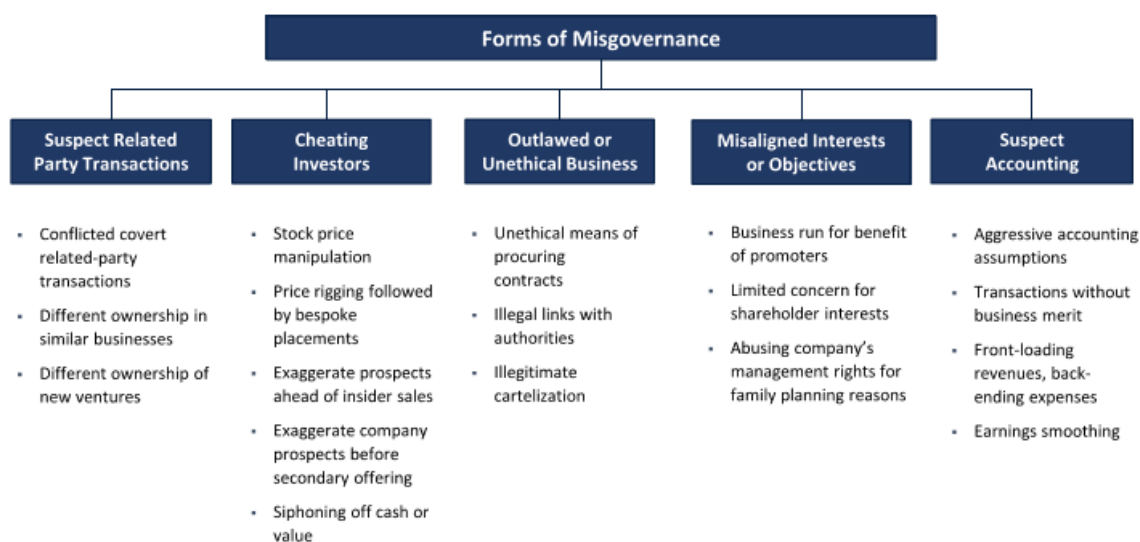 Forms of Misgovernance
Suspect Related
Party Transactions
▪ Conflicted covert
related-party
transactions
▪ Different ownership in
similar businesses
▪ Different ownership of
new ventures
Cheating
Investors
▪ Stock price
manipulation
▪ Price rigging followed
by bespoke
placements
▪ Exaggerate prospects
ahead of insider sales
▪ Exaggerate company
prospects before
secondary offering
▪ Siphoning off cash or
value
Outlawed or
Unethical Business
▪ Unethical means of
procuring
contracts
▪ Illegal links with
authorities
▪ Illegitimate
cartelization
Misaligned Interests
or Objectives
▪ Business run for benefit
of promoters
▪ Limited concern for
shareholder interests
▪ Abusing company's
management rights for
family planning reasons
Suspect
Accounting
▪ Aggressive accounting
assumptions
▪ Transactions without
business merit
▪ Front-loading
revenues, back-
ending expenses
▪ Earnings smoothing